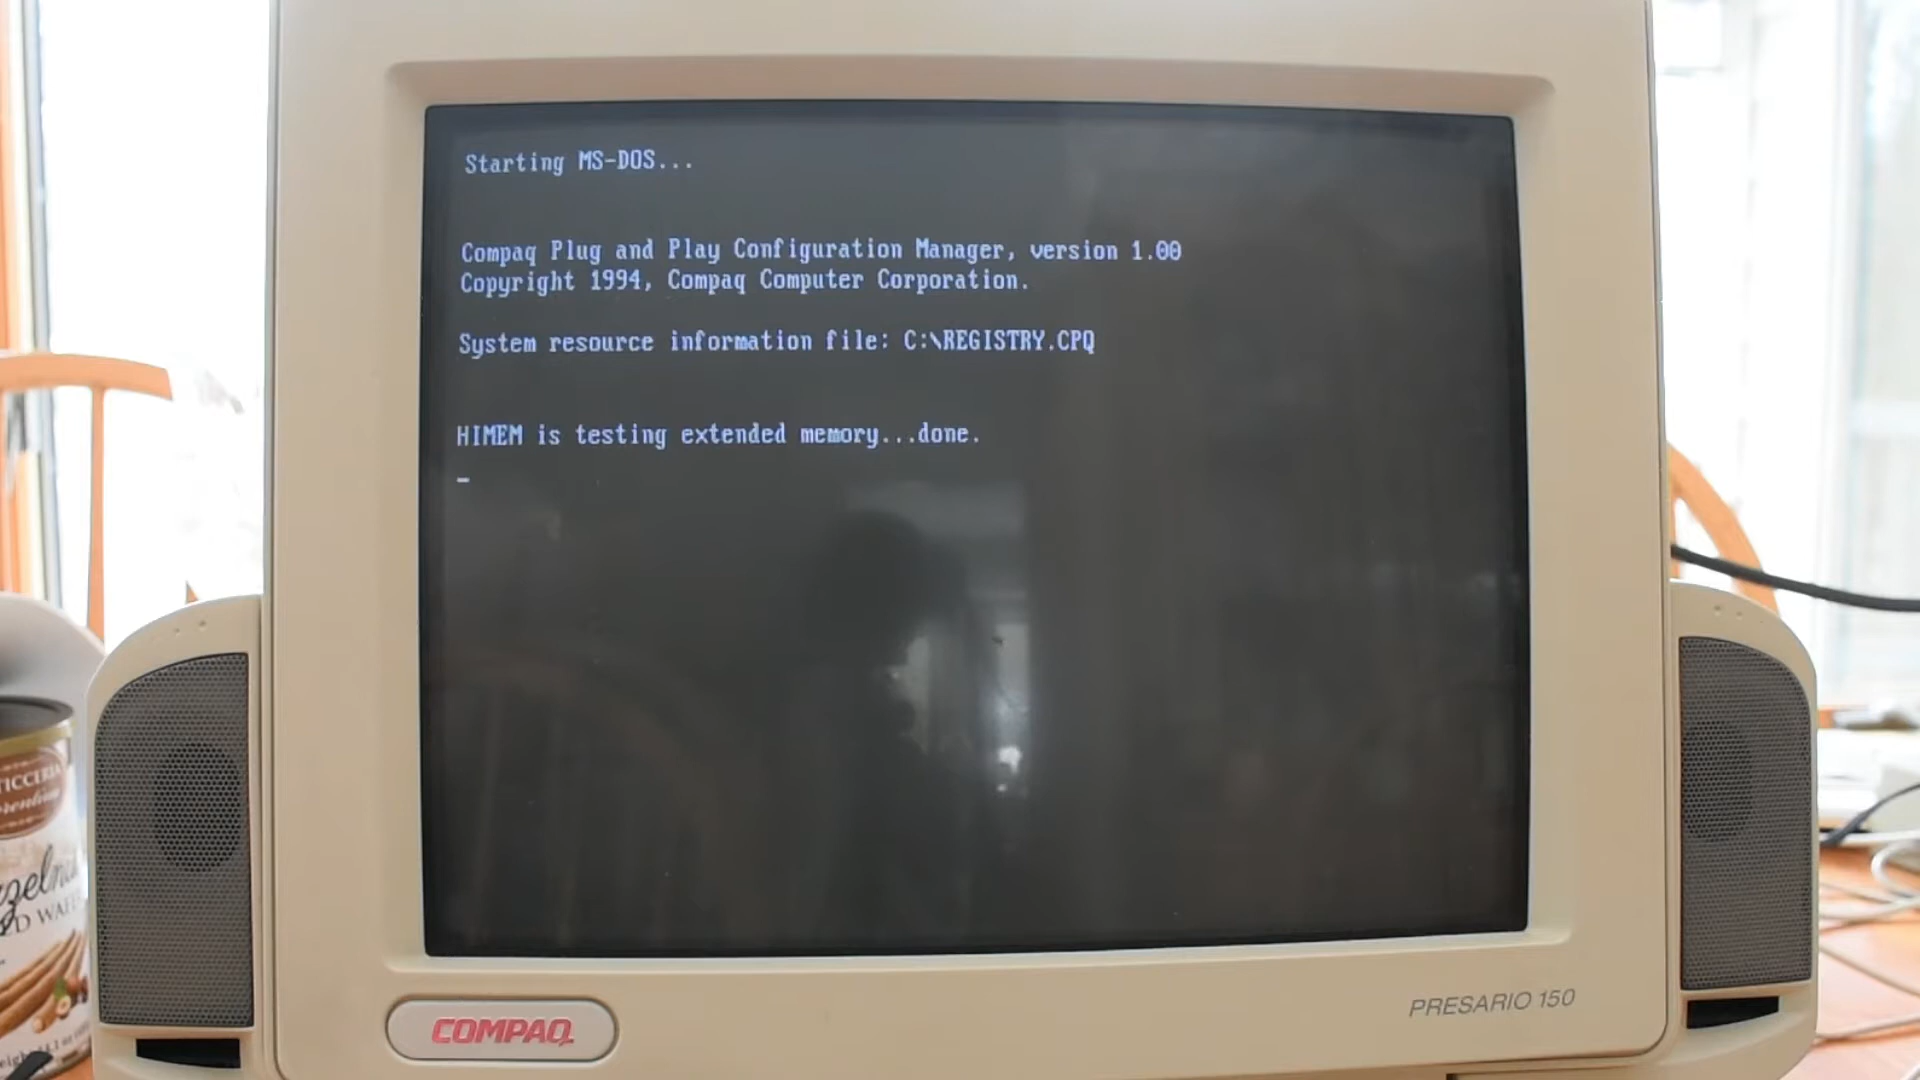 Starting MS-DOS...
Compaq Plug and Play Configuration Manager, version 1.00
Copyright 1994, Compaq Computer Corporation.
System resource information file: C:\REGISTRY.CPQ
HIMEM is testing extended memory...done.
COMPAQ
PRESARIO 150